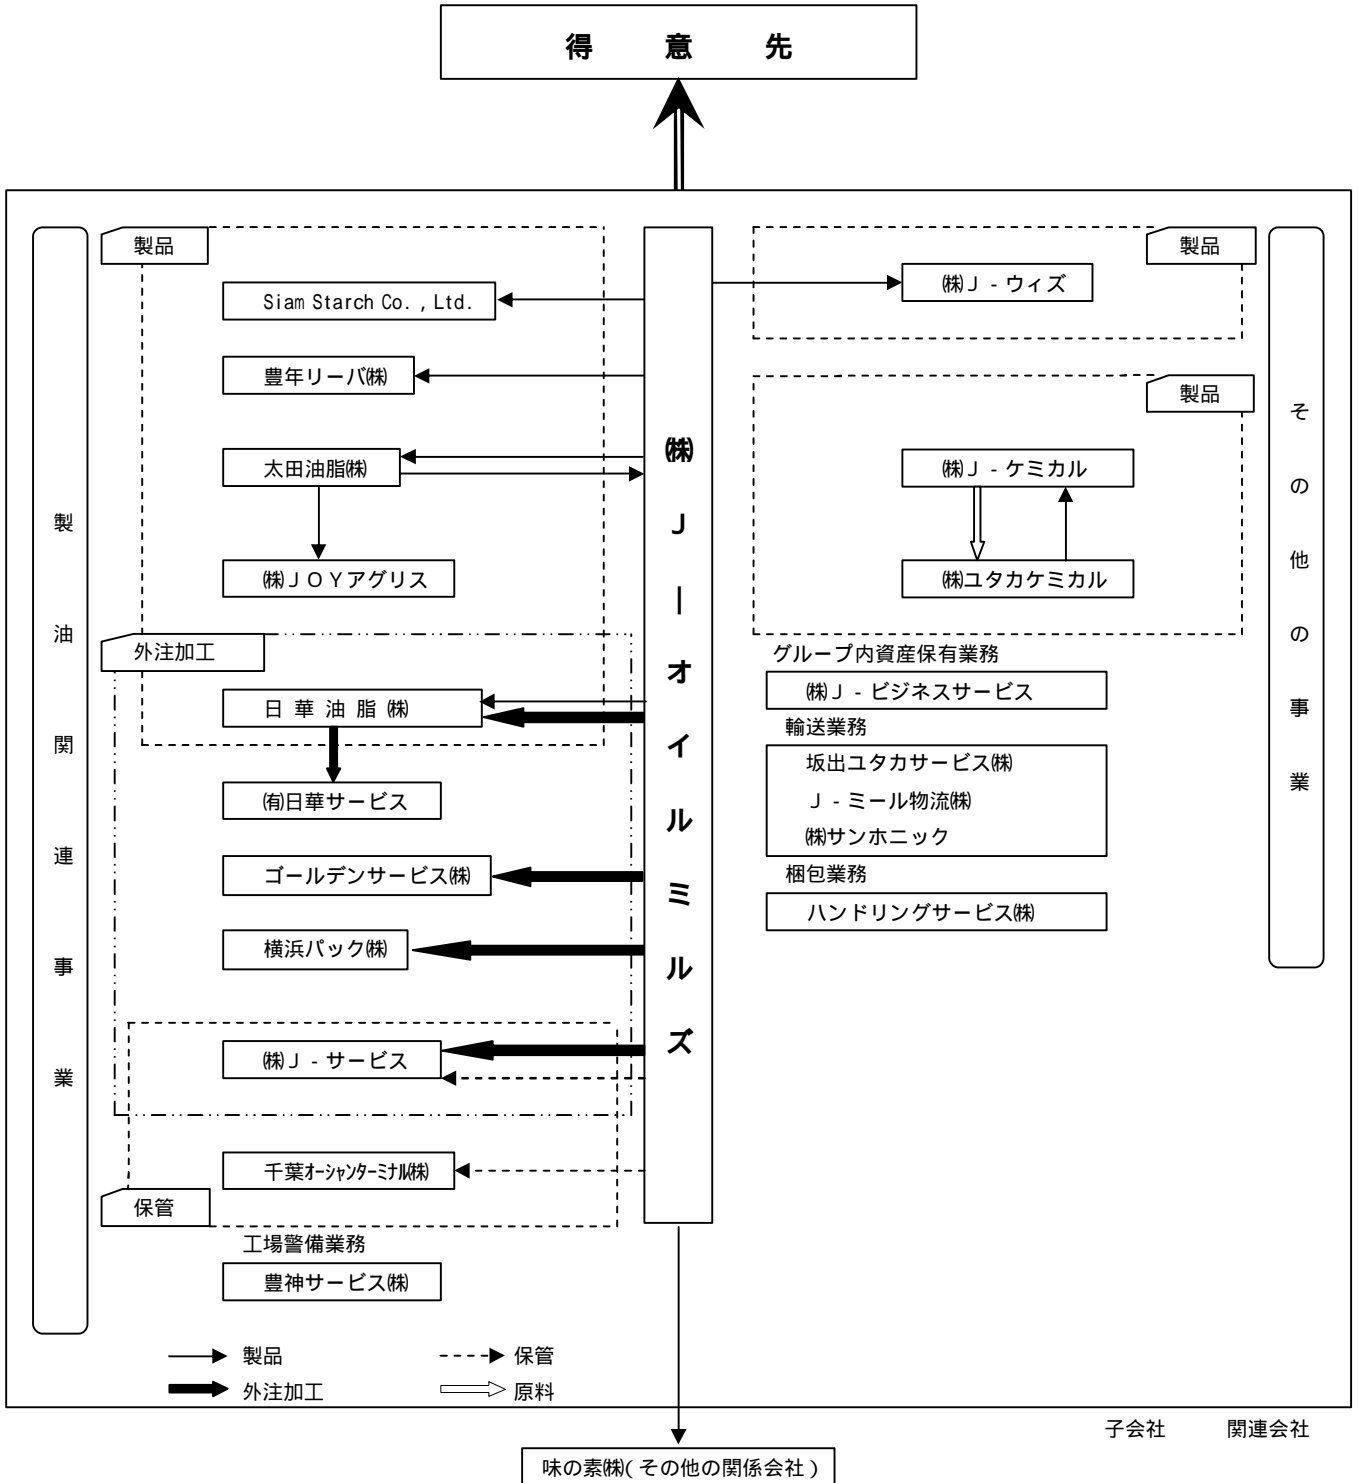 得 意 先
製油関連事業
製品
Siam Starch Co., Ltd.
豊年リーバ㈱
太田油脂㈱
㈱ＪＯＹアグリス
外注加工
日 華 油 脂 ㈱
㈲日華サービス
ゴールデンサービス㈱
横浜パック㈱
㈱Ｊ‐サービス
千葉ｵｰｼｬﾝﾀｰﾐﾅﾙ㈱
保管
工場警備業務
豊神サービス㈱
㈱Ｊーオイルミルズ
製品
㈱Ｊ‐ウィズ
製品
㈱Ｊ‐ケミカル
㈱ユタカケミカル
グループ内資産保有業務
㈱Ｊ‐ビジネスサービス
輸送業務
坂出ユタカサービス㈱
Ｊ‐ミール物流㈱
㈱サンホニック
梱包業務
ハンドリングサービス㈱
その他の事業
製品
保管
外注加工
原料
子会社 関連会社
味の素㈱(その他の関係会社)